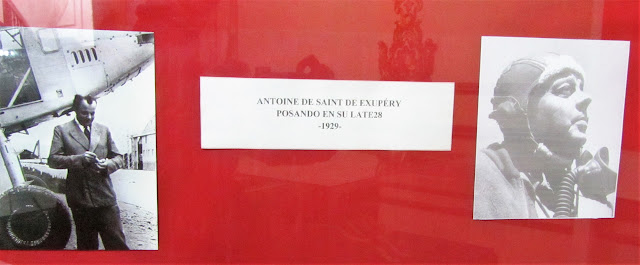 ANTOINE DE SAINT DE EXUPÉRY
POSANDO EN SU LATE28
-1929-